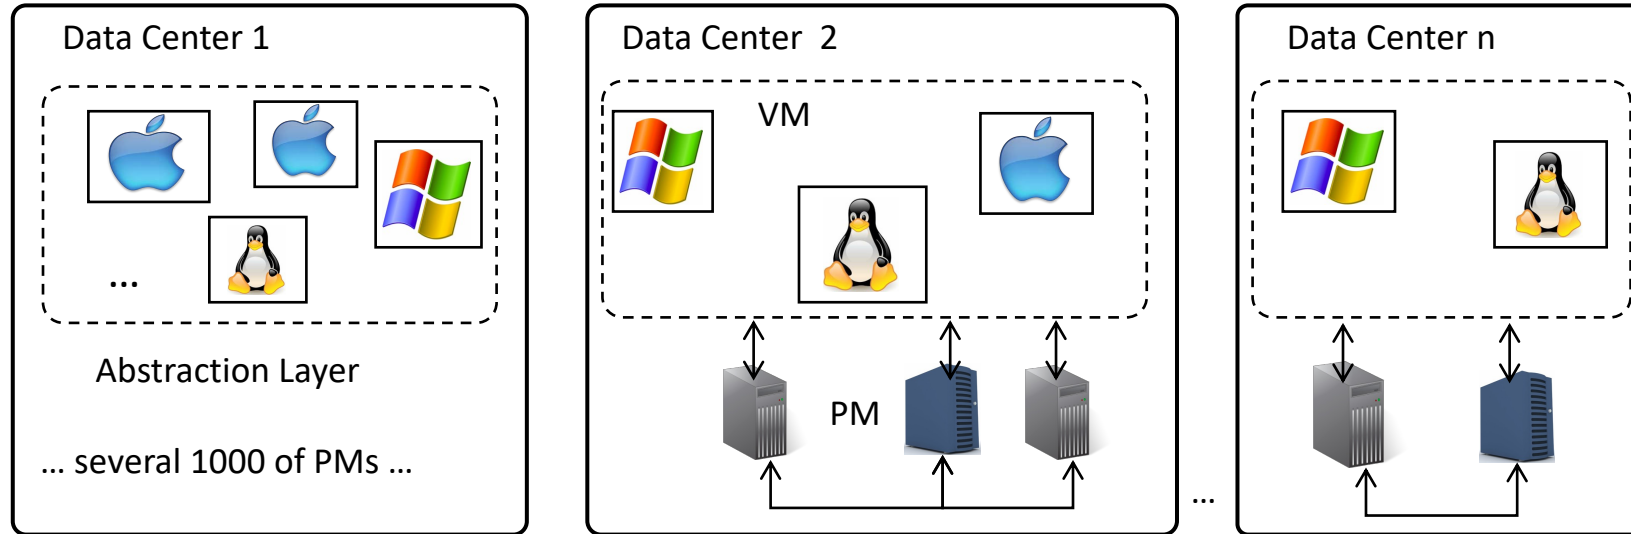 Data Center 1
...
Abstraction Layer
... several 1000 of PMs ...
Data Center 2
VM
PM
...
Data Center n